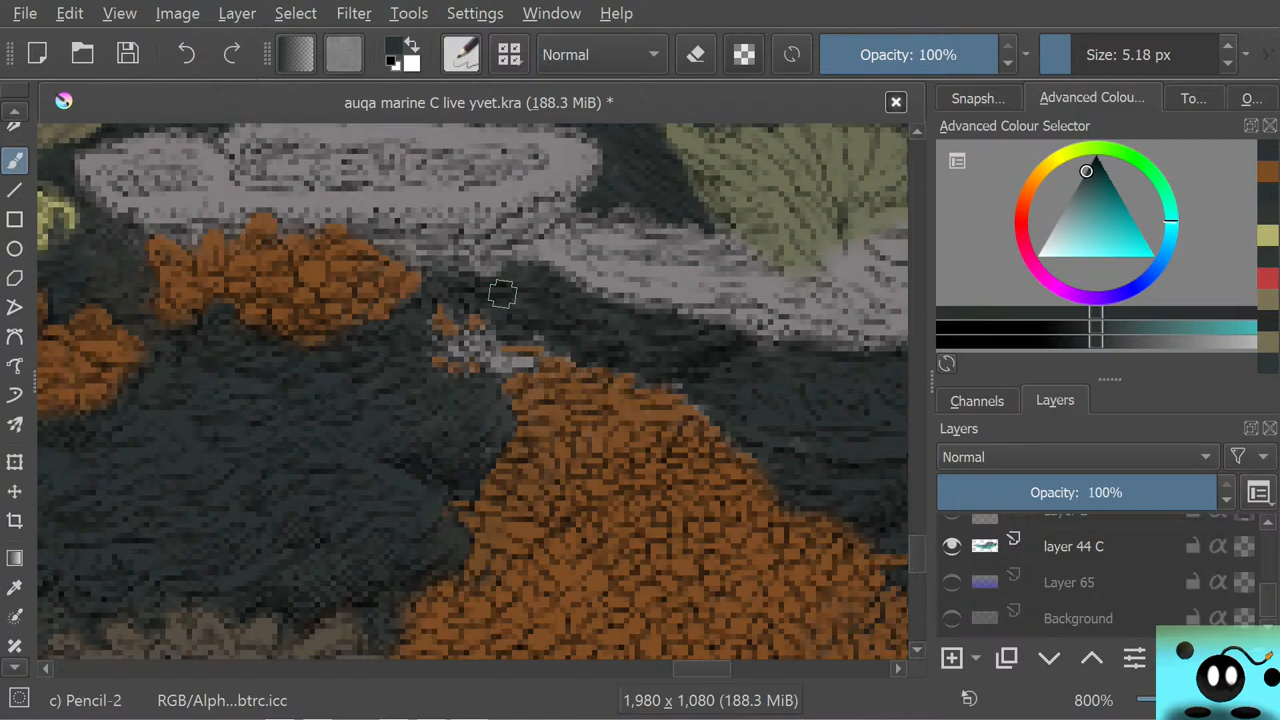 File Edit View Image Layer Select Filter Tools Settings Window Help
Normal Opacity: 100% Size: 5.18 px
auqa marine C live yvet.kra (188.3 MiB) *
Snapsh... Advanced Colou... To... O...
Advanced Colour Selector
Channels Layers
Layers
Normal
Opacity: 100%
layer 44 C
Layer 65
Background
c) Pencil-2 RGB/Alph...btrc.icc 1,980 x 1,080 (188.3 MiB) 800%